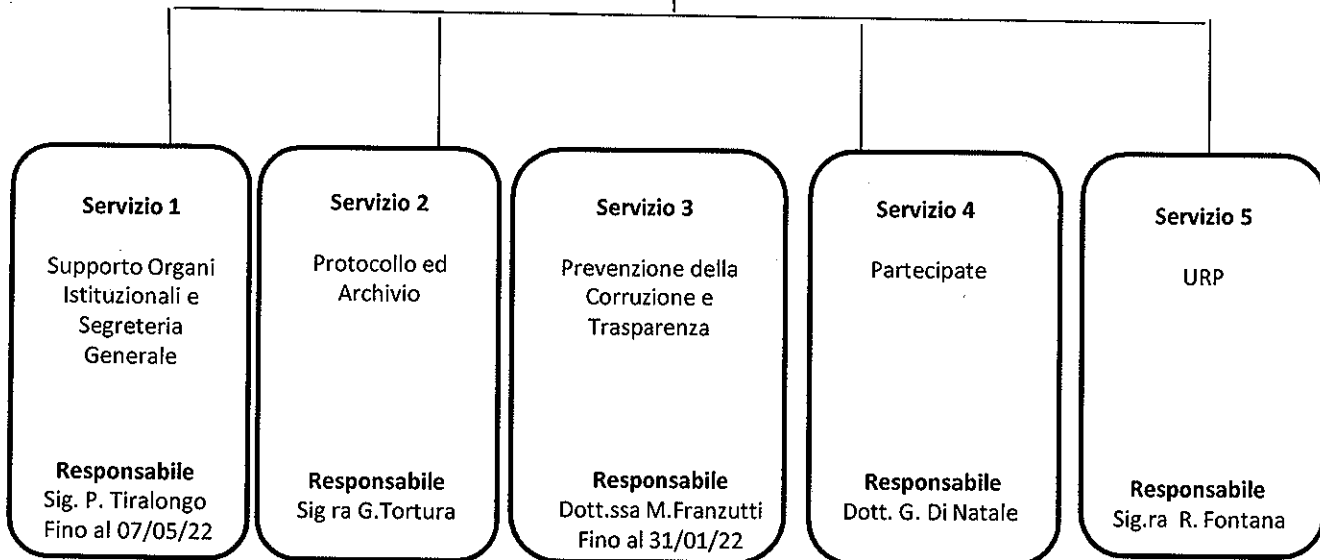 Servizio 1
Supporto Organi
Istituzionali e
Segreteria
Generale
Responsabile
Sig. P. Tiralongo
Fino al 07/05/22
Servizio 2
Protocollo ed
Archivio
Responsabile
Sig ra G.Tortura
Servizio 3
Prevenzione della
Corruzione e
Trasparenza
Responsabile
Dott.ssa M.Franzutti
Fino al 31/01/22
Servizio 4
Partecipate
Responsabile
Dott. G. Di Natale
Servizio 5
URP
Responsabile
Sig.ra R. Fontana